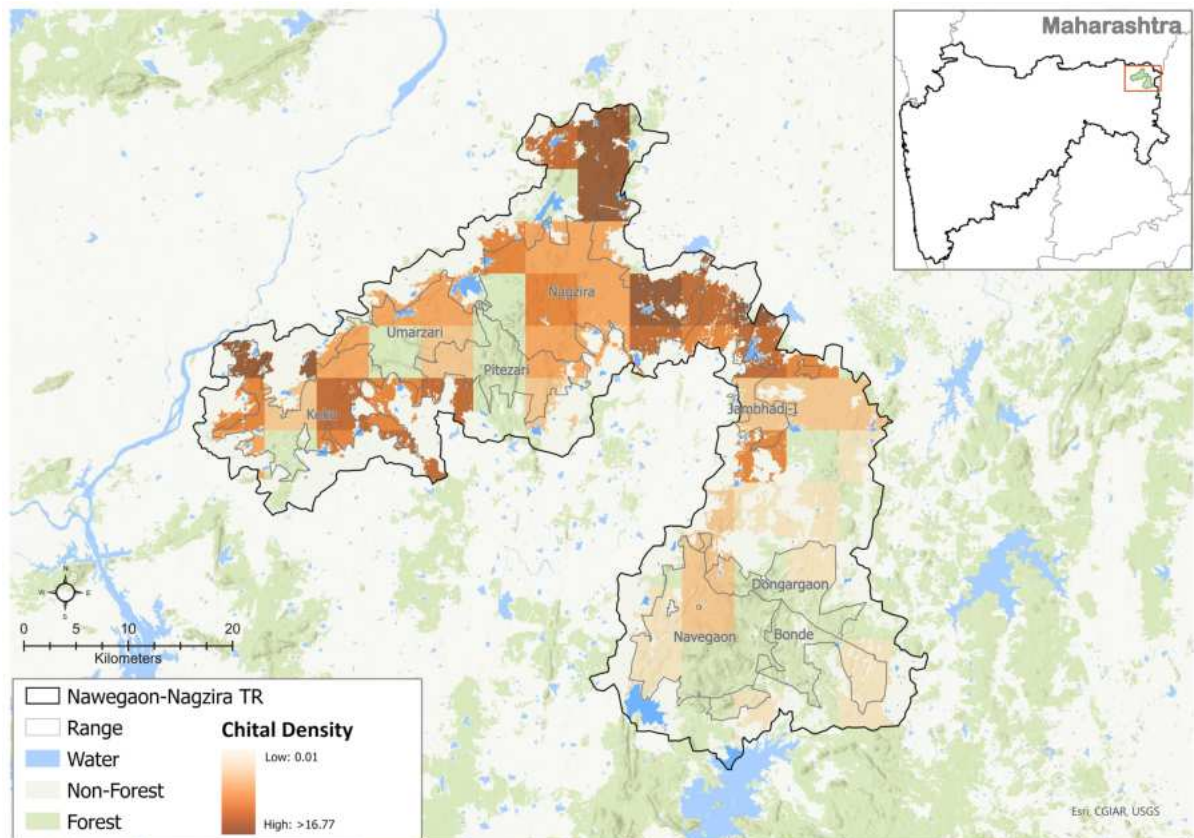 Maharashtra
Nagzira
Umarzari
Pitezari
Koka
Jambhadi-1
Dongargaon
Navegaon
Bonde
N
W E
S
0 5 10 20
Kilometers
Nawegaon-Nagzira TR
Range
Water
Non-Forest
Forest
Chital Density
Low: 0.01
High: >16.77
Esri, CGIAR, USGS